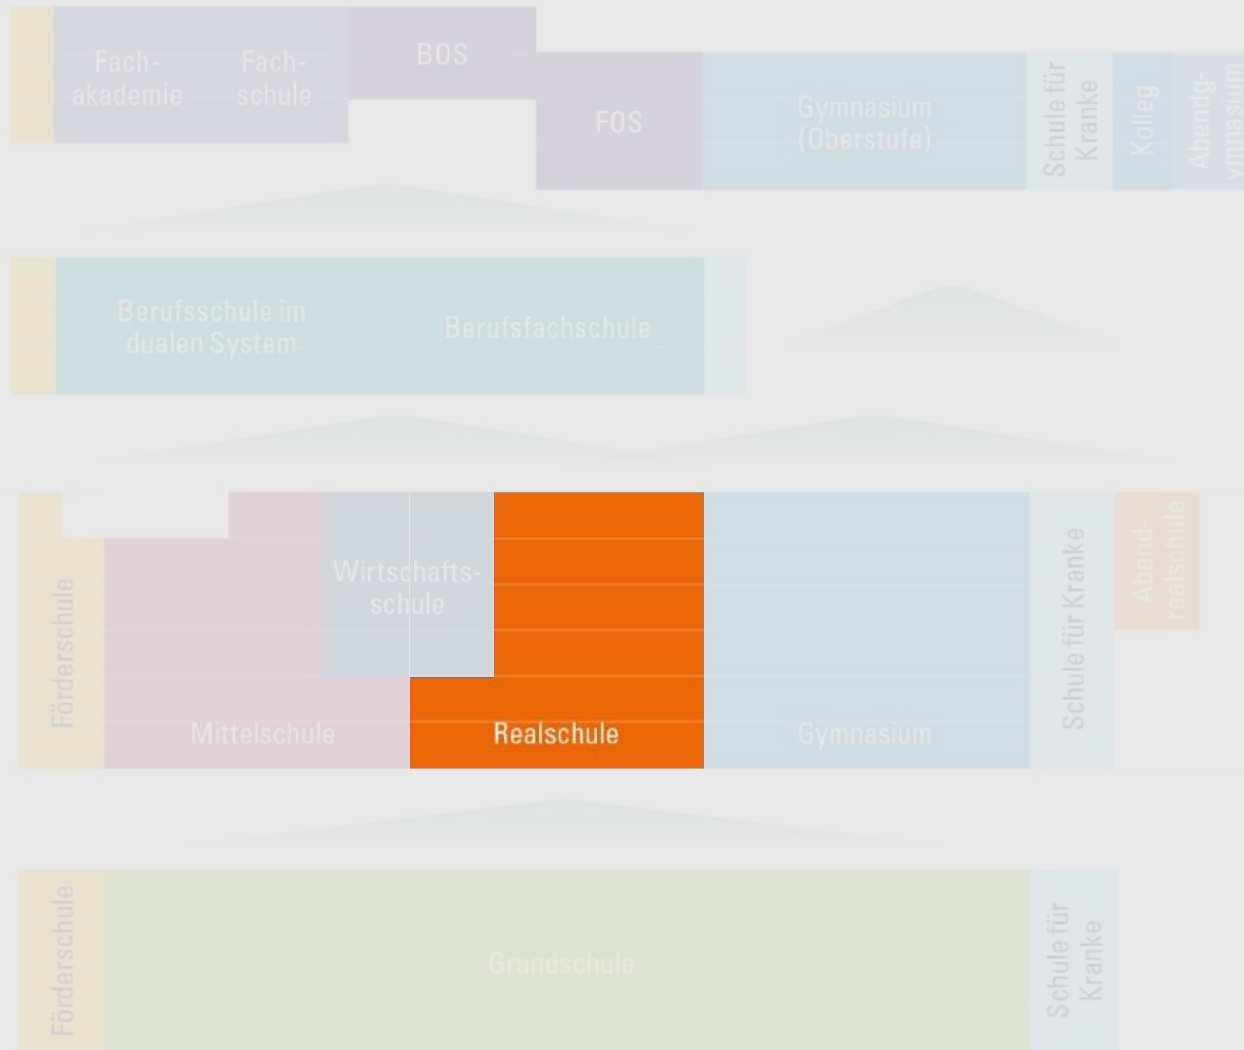 Fach-
akademie
Fach-
schule
BOS
FOS
Gymnasium
(Oberstufe)
Schule für
Kranke
Kolleg
Abendg-
ymnasium
Berufsschule im
dualen System
Berufsfachschule
Förderschule
Mittelschule
Wirtschafts-
schule
Realschule
Gymnasium
Schule für Kranke
Abend-
realschule
Förderschule
Grundschule
Schule für
Kranke